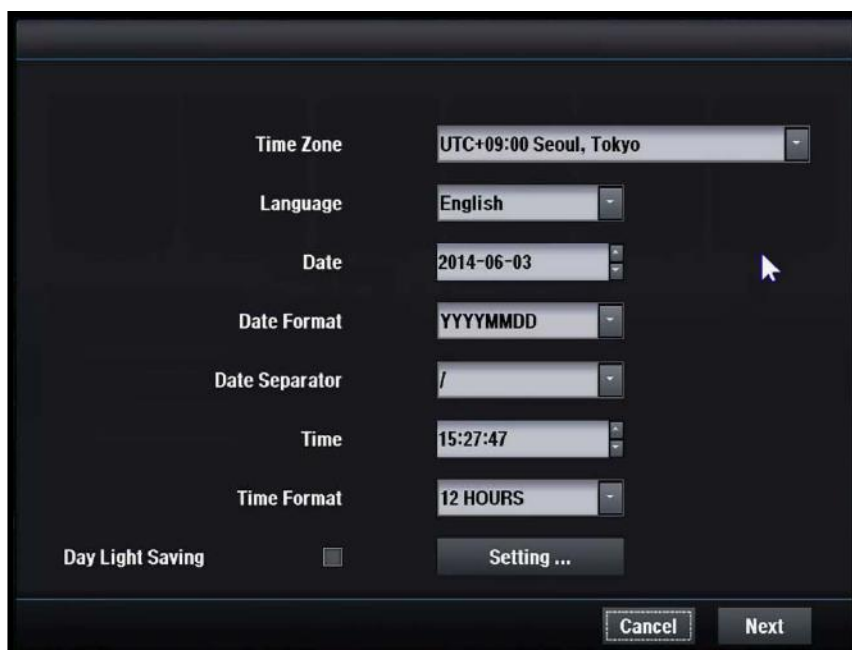 Time Zone UTC+09:00 Seoul, Tokyo
Language English
Date 2014-06-03
Date Format YYYYMMDD
Date Separator /
Time 15:27:47
Time Format 12 HOURS
Day Light Saving Setting ...
Cancel Next